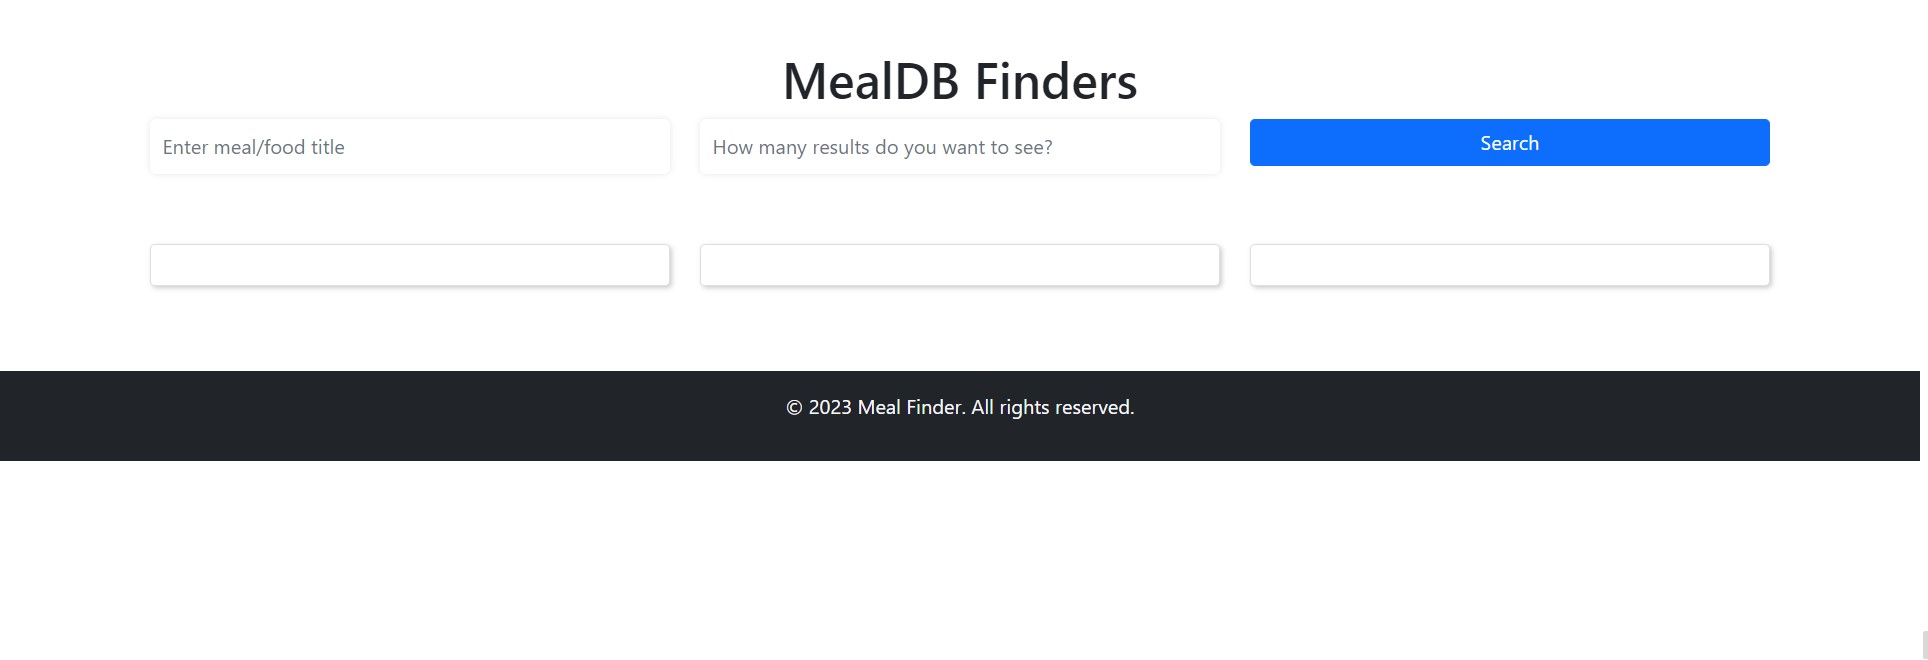 MealDB Finders
Enter meal/food title
How many results do you want to see?
Search
© 2023 Meal Finder. All rights reserved.